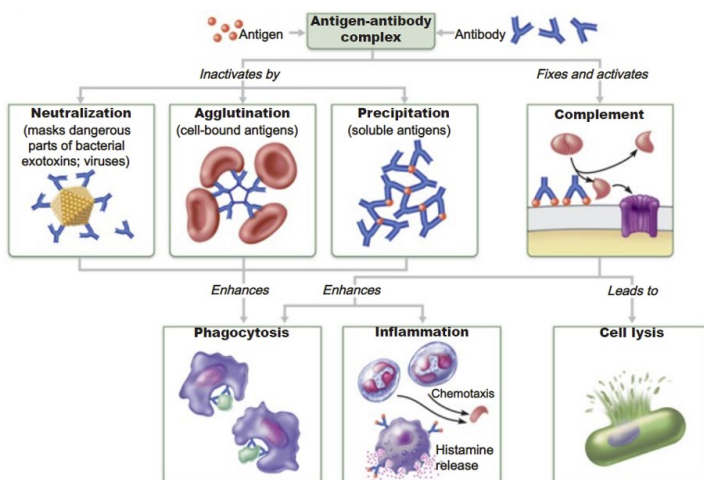 Antigen
Antigen-antibody
complex
Antibody
Inactivates by
Fixes and activates
Neutralization
(masks dangerous
parts of bacterial
exotoxins; viruses)
Agglutination
(cell-bound antigens)
Precipitation
(soluble antigens)
Complement
Enhances
Enhances
Leads to
Phagocytosis
Inflammation
Chemotaxis
Histamine
release
Cell lysis